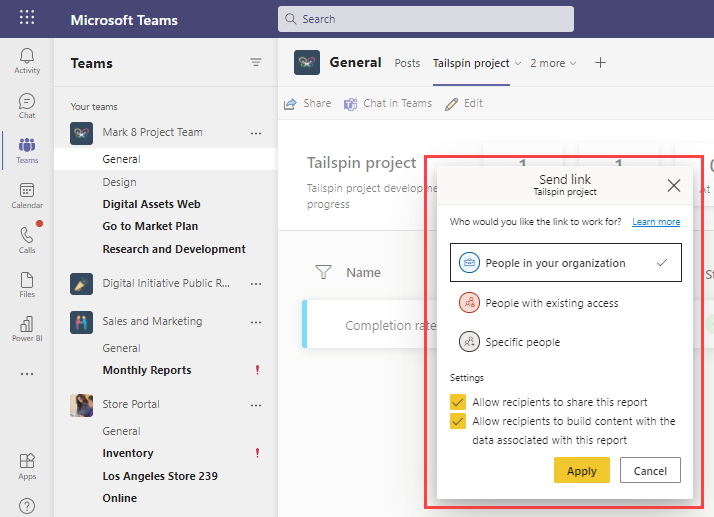 Microsoft Teams
Search
Activity
Chat
Teams
Calendar
Calls
Files
Power BI
Apps
Teams
Your teams
Mark 8 Project Team
General
Design
Digital Assets Web
Go to Market Plan
Research and Development
Digital Initiative Public R...
Sales and Marketing
General
Monthly Reports
Store Portal
General
Inventory
Los Angeles Store 239
Online
General Posts Tailspin project 2 more
Share Chat in Teams Edit
Tailspin project
Tailspin project developm
progress
1 1
At
Name
Completion rate
Send link
Tailspin project
Who would you like the link to work for? Learn more
People in your organization
People with existing access
Specific people
Settings
Allow recipients to share this report
Allow recipients to build content with the
data associated with this report
Apply Cancel